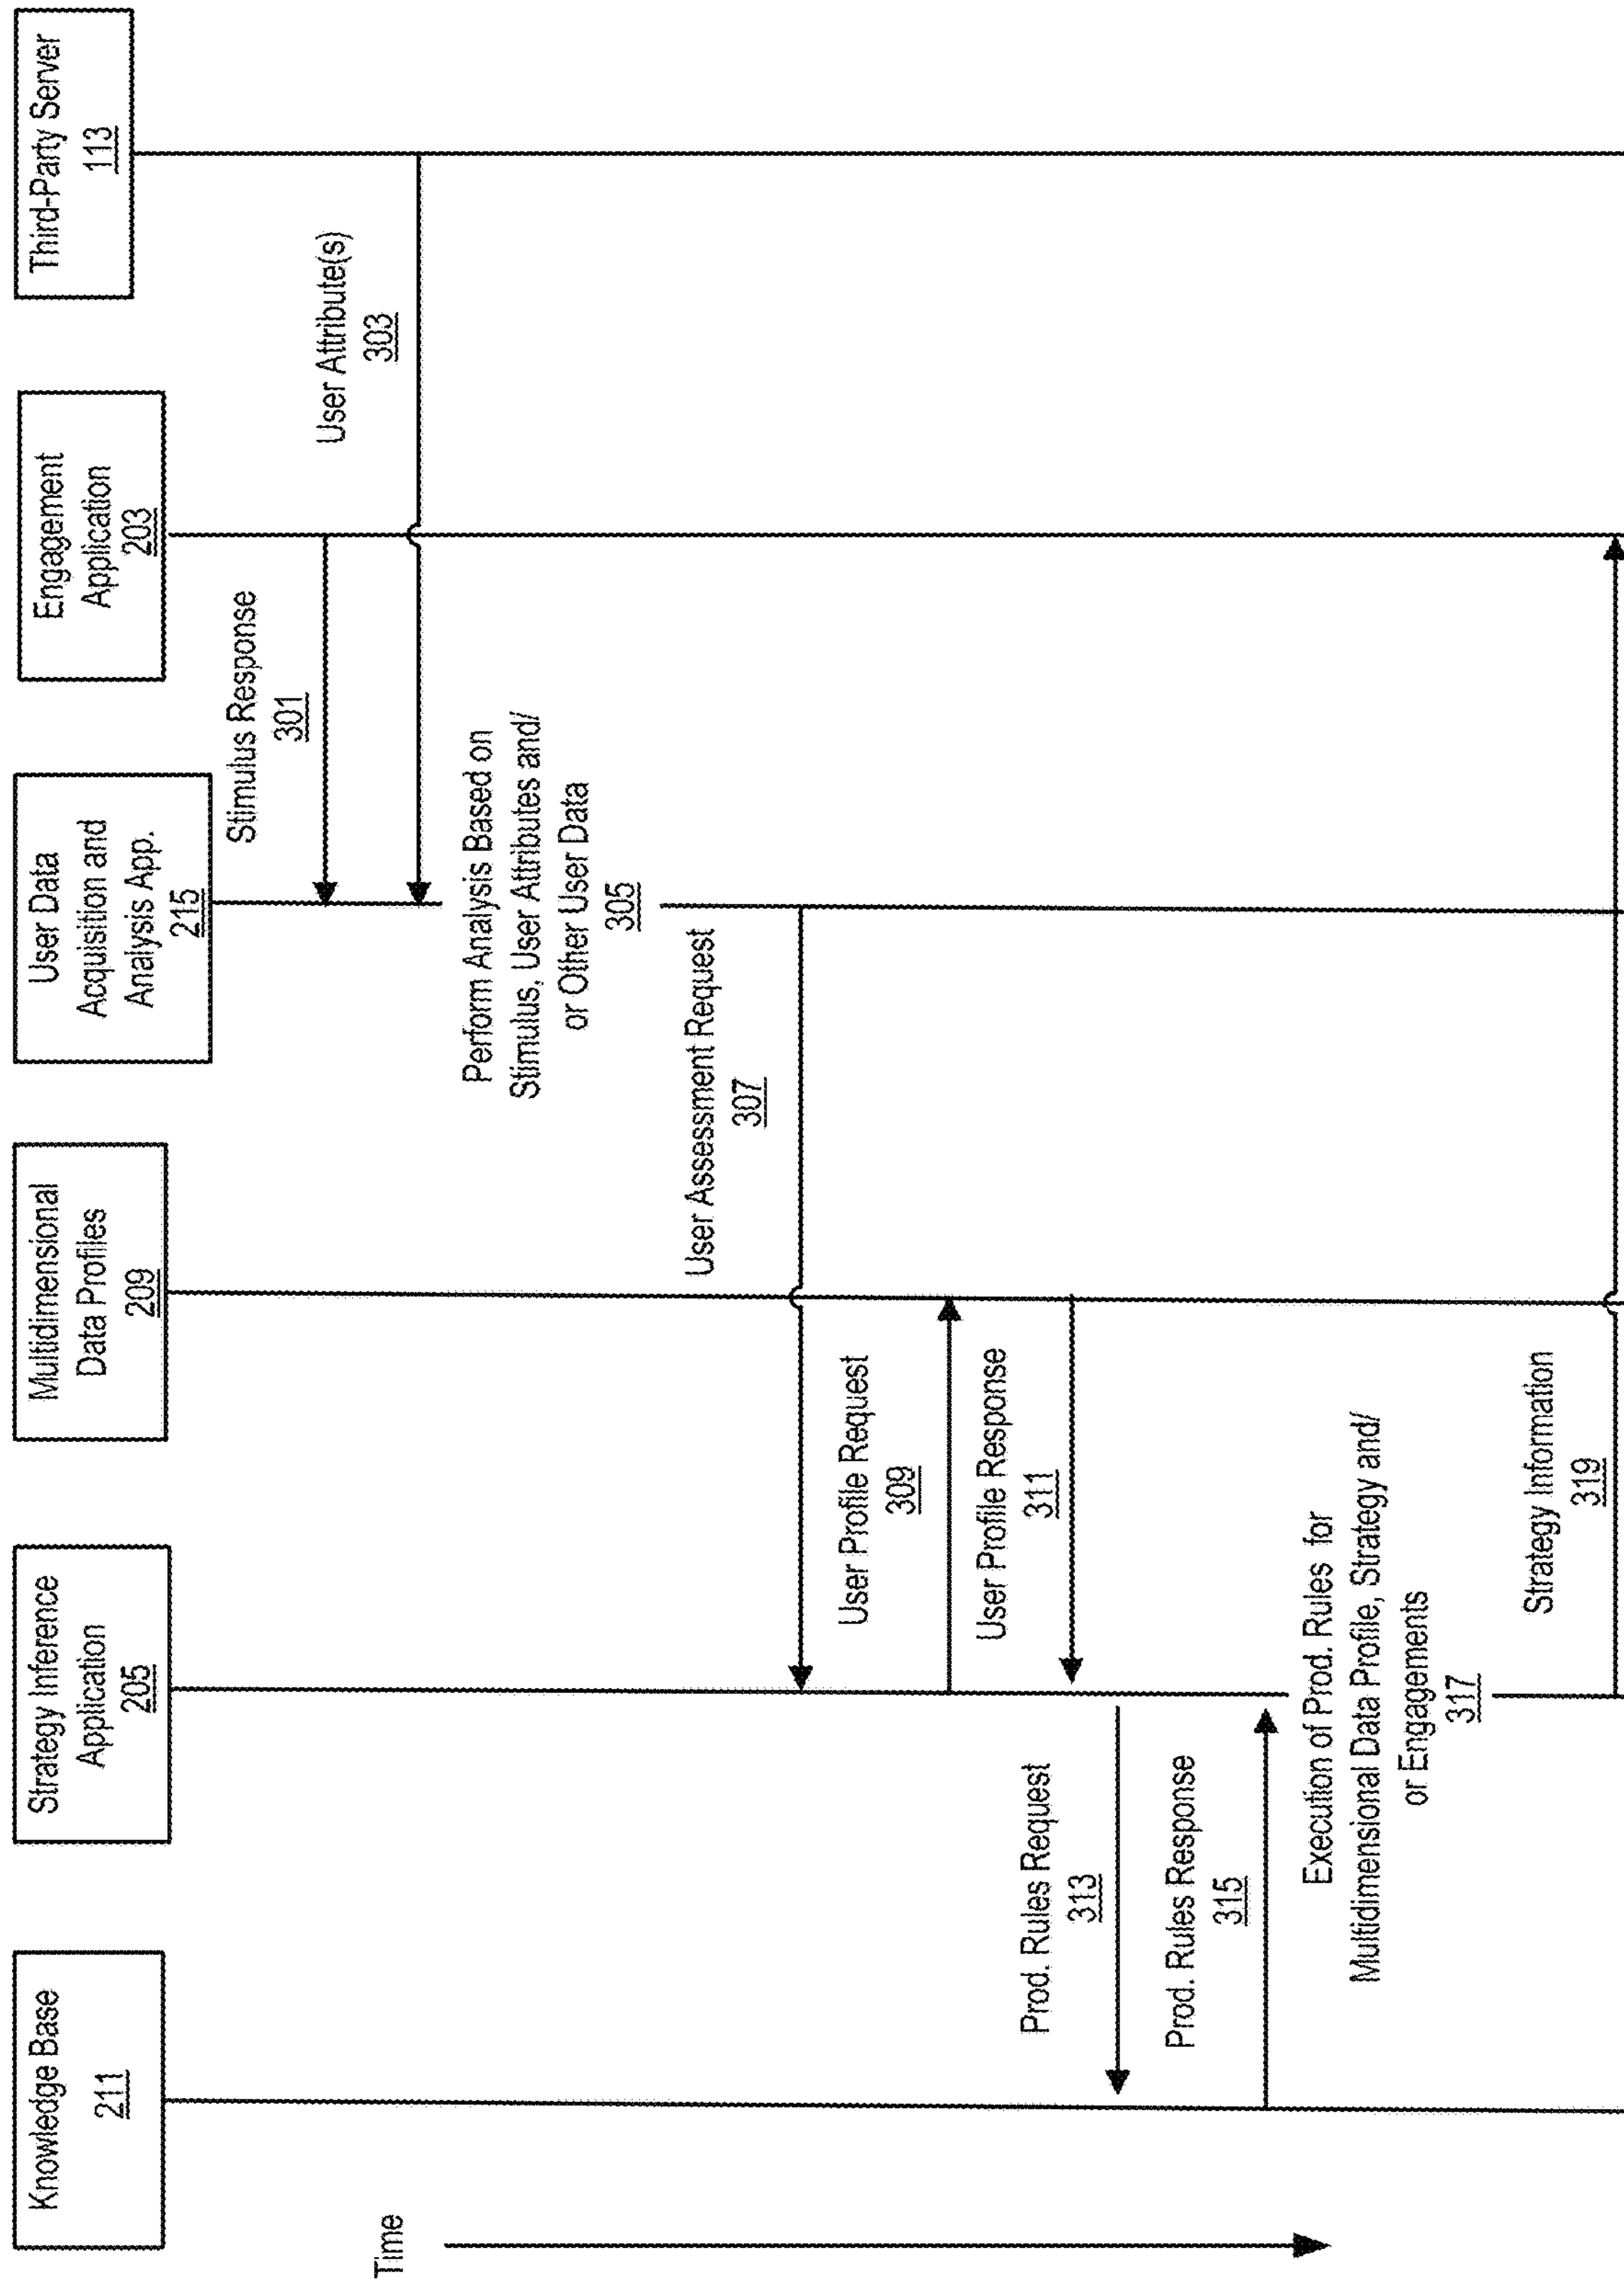 Knowledge Base
211
Strategy Inference
Application
205
Multidimensional
Data Profiles
209
User Data
Acquisition and
Analysis App.
215
Engagement
Application
203
Third-Party Server
113
Time
Stimulus Response
301
User Attribute(s)
303
Perform Analysis Based on
Stimulus, User Attributes and/
or Other User Data
305
User Assessment Request
307
User Profile Request
309
User Profile Response
311
Prod. Rules Request
313
Prod. Rules Response
315
Execution of Prod. Rules for
Multidimensional Data Profile, Strategy and/
or Engagements
317
Strategy Information
319